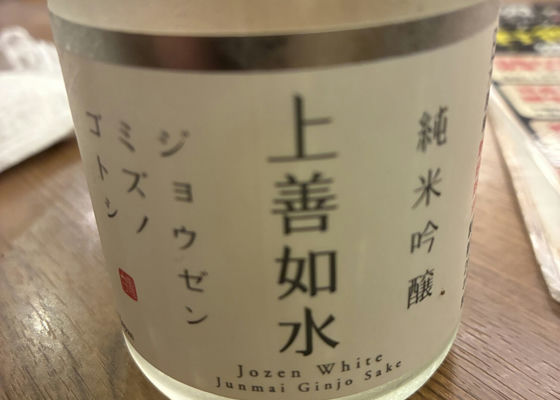 純米吟醸
上善如水
ジョウゼン
ミズノ
ゴトシ
Jozen White
Junmai Ginjo Sake